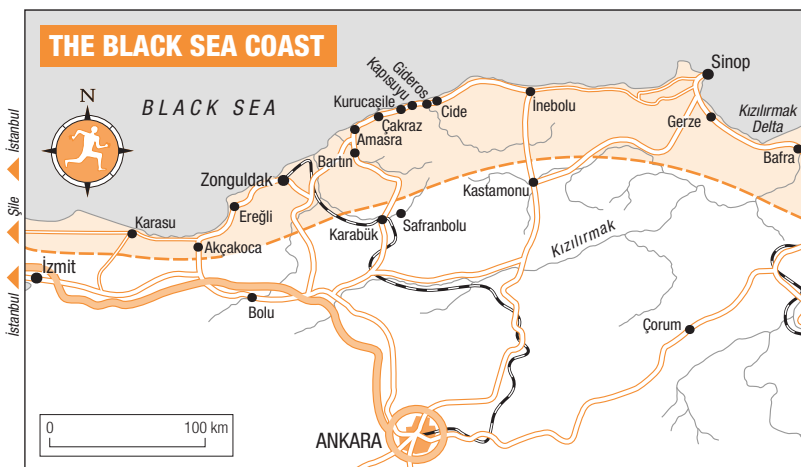 THE BLACK SEA COAST
N
BLACK SEA
İstanbul
Şile
İstanbul
Sinop
Gideros
Kapısuyu
Kurucaşile
Cide
İnebolu
Çakraz
Amasra
Gerze
Kızılırmak
Delta
Bartın
Bafra
Zonguldak
Kastamonu
Ereğli
Safranbolu
Karasu
Karabük
Akçakoca
Kızılırmak
İzmit
Bolu
Çorum
0
100 km
ANKARA